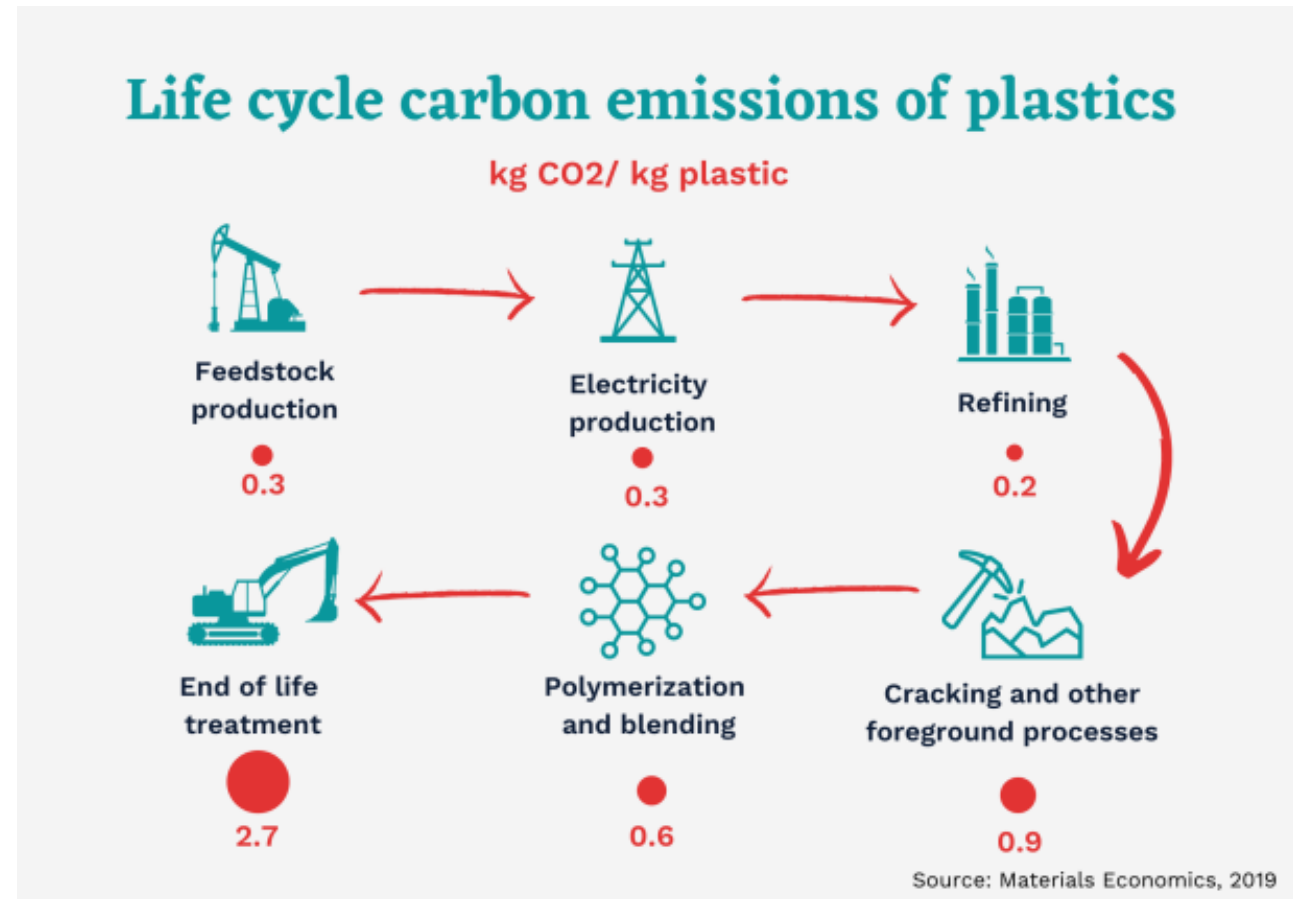 Life cycle carbon emissions of plastics
kg CO2/ kg plastic
Feedstock
production
0.3
Electricity
production
0.3
Refining
0.2
Cracking and other
foreground processes
0.9
Polymerization
and blending
0.6
End of life
treatment
2.7
Source: Materials Economics, 2019